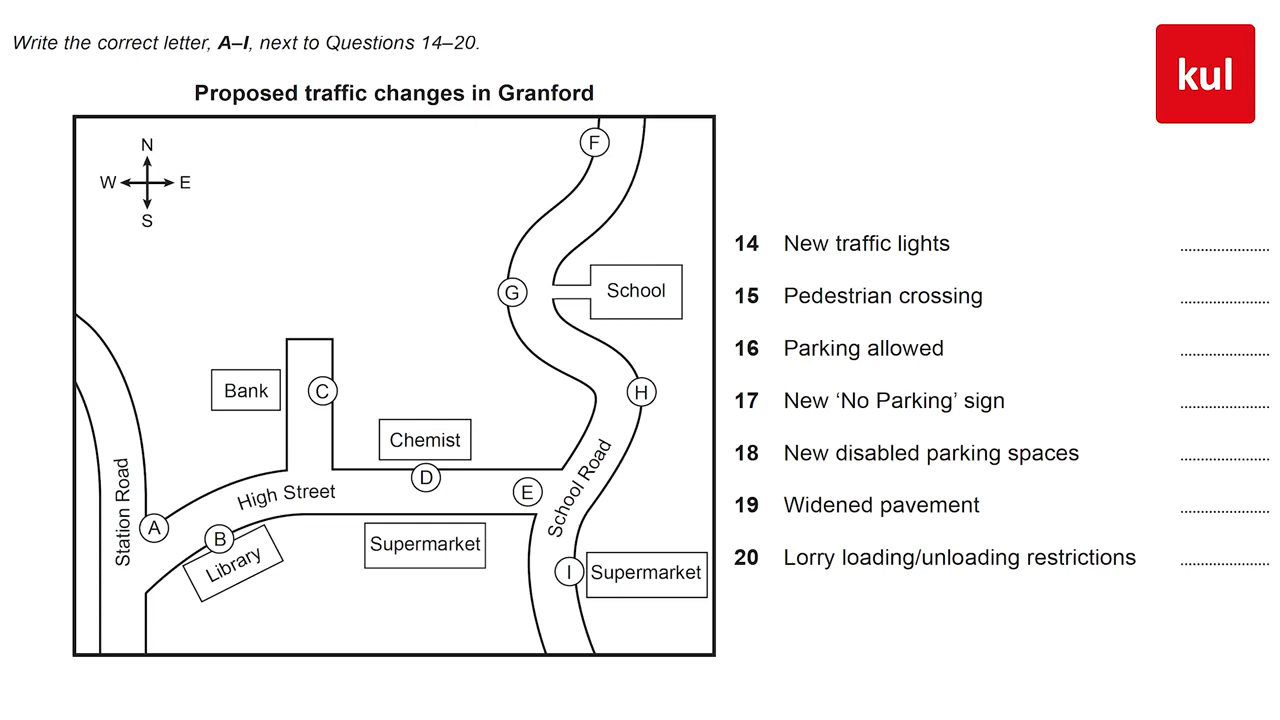 Write the correct letter, A–I, next to Questions 14–20.
kul
Proposed traffic changes in Granford
N
W E
S
F
G
School
Bank
C
H
Chemist
D
High Street
E
School Road
Station Road
A
B
Library
Supermarket
I
Supermarket
14 New traffic lights ......................
15 Pedestrian crossing ......................
16 Parking allowed ......................
17 New ‘No Parking’ sign ......................
18 New disabled parking spaces ......................
19 Widened pavement ......................
20 Lorry loading/unloading restrictions ......................